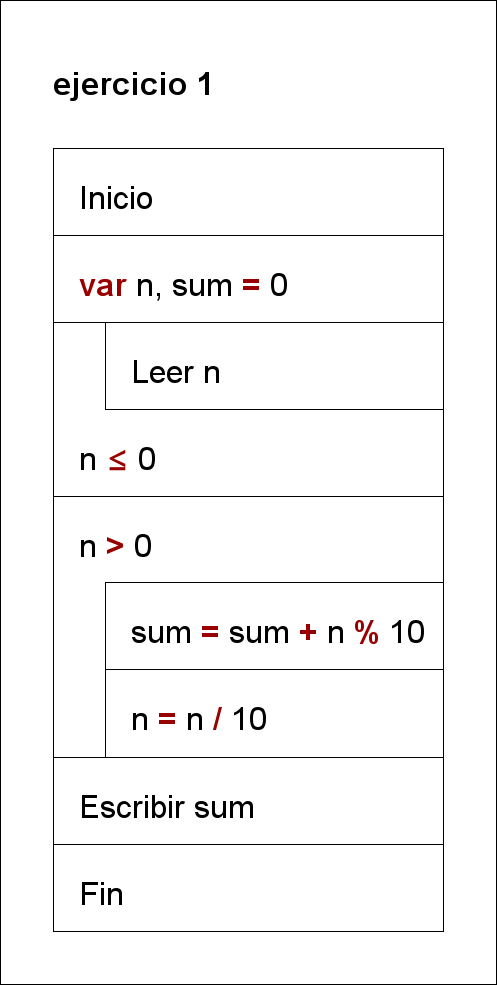 ejercicio 1
Inicio
var n, sum = 0
Leer n
n ≤ 0
n > 0
sum = sum + n % 10
n = n / 10
Escribir sum
Fin